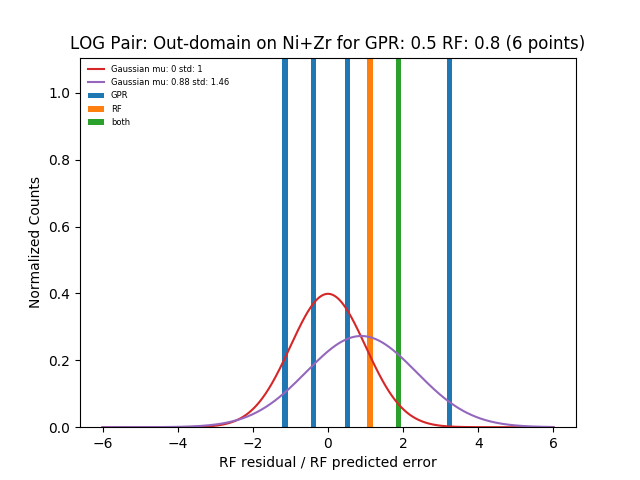 LOG Pair: Out-domain on Ni+Zr for GPR: 0.5 RF: 0.8 (6 points)
Gaussian mu: 0 std: 1
Gaussian mu: 0.88 std: 1.46
GPR
RF
both
Normalized Counts
1.0
0.8
0.6
0.4
0.2
0.0
−6
−4
−2
0
2
4
6
RF residual / RF predicted error